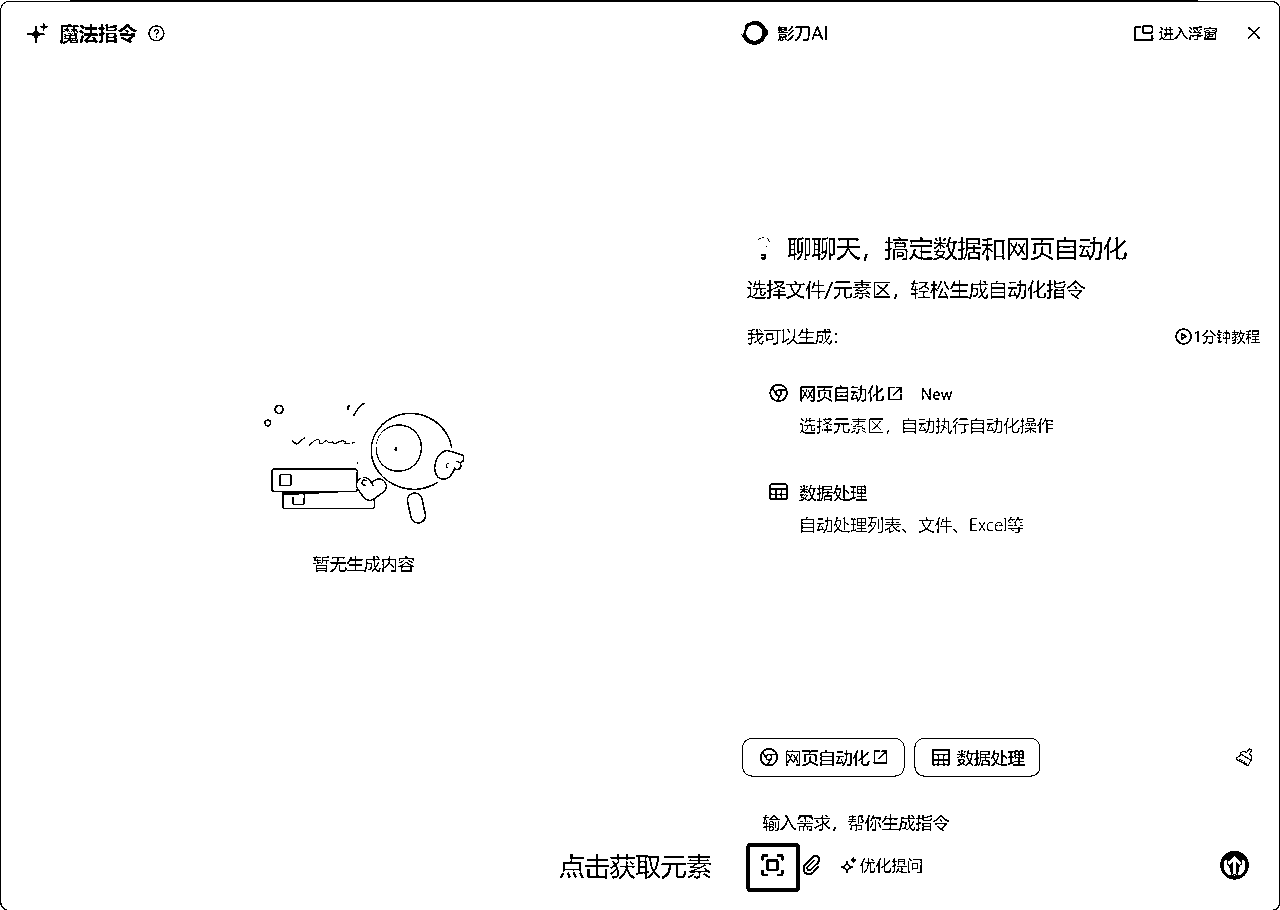 魔法指令
影刀AI
进入浮窗
聊聊天，搞定数据和网页自动化
选择文件/元素区，轻松生成自动化指令
我可以生成：
1分钟教程
网页自动化 New
选择元素区，自动执行自动化操作
数据处理
自动处理列表、文件、Excel等
暂无生成内容
网页自动化
数据处理
输入需求，帮你生成指令
点击获取元素
优化提问